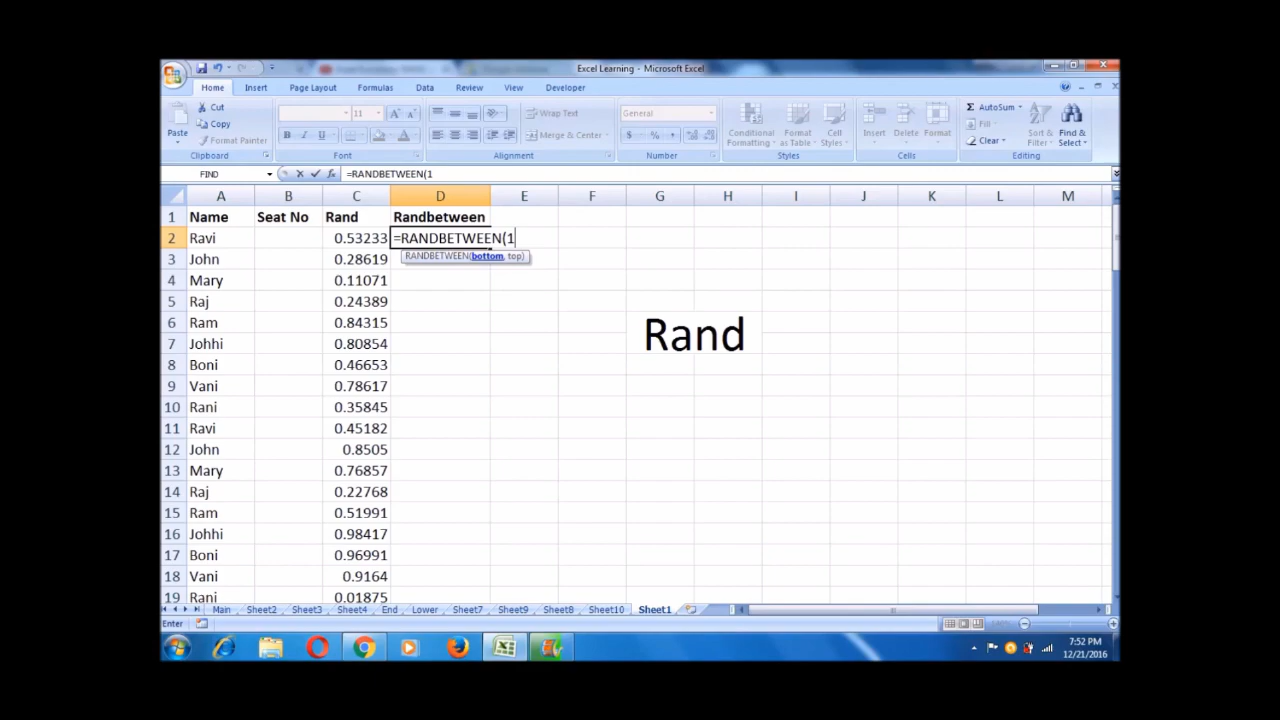 Excel Learning - Microsoft Excel
Home Insert Page Layout Formulas Data Review View Developer
Paste Cut Copy Format Painter Clipboard
11 B I U Font
Wrap Text Merge & Center Alignment
General $ % , Number
Conditional Formatting Format as Table Cell Styles Styles
Insert Delete Format Cells
Σ AutoSum Fill Clear Sort & Filter Find & Select Editing
FIND fx =RANDBETWEEN(1
A B C D E F G H I J K L M
1 Name Seat No Rand Randbetween
2 Ravi 0.53233 =RANDBETWEEN(1
RANDBETWEEN(bottom, top)
3 John 0.28619
4 Mary 0.11071
5 Raj 0.24389
6 Ram 0.84315
Rand
7 Johhi 0.80854
8 Boni 0.46653
9 Vani 0.78617
10 Rani 0.35845
11 Ravi 0.45182
12 John 0.8505
13 Mary 0.76857
14 Raj 0.22768
15 Ram 0.51991
16 Johhi 0.98417
17 Boni 0.96991
18 Vani 0.9164
19 Rani 0.01875
Main Sheet2 Sheet3 Sheet4 End Lower Sheet7 Sheet9 Sheet8 Sheet10 Sheet1
Enter
7:52 PM
12/21/2016